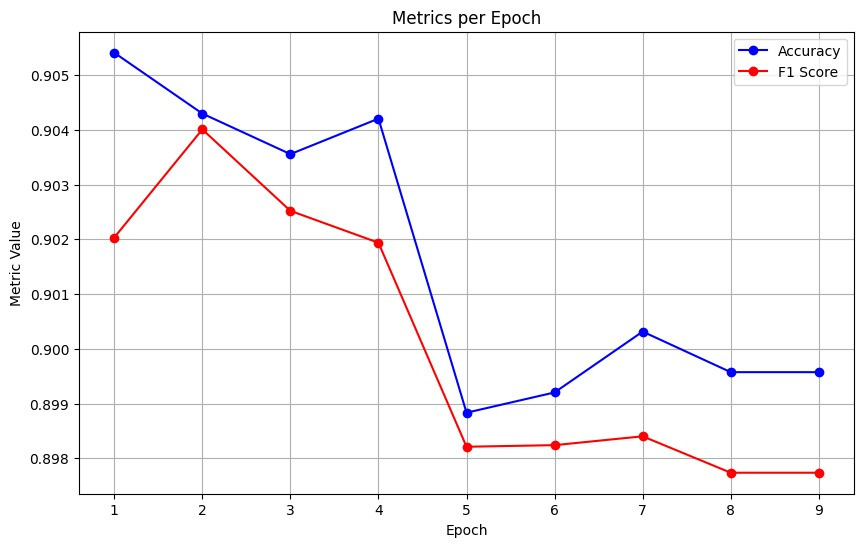 Metrics per Epoch
Accuracy
F1 Score
0.905
0.904
0.903
0.902
0.901
0.900
0.899
0.898
Metric Value
1 2 3 4 5 6 7 8 9
Epoch